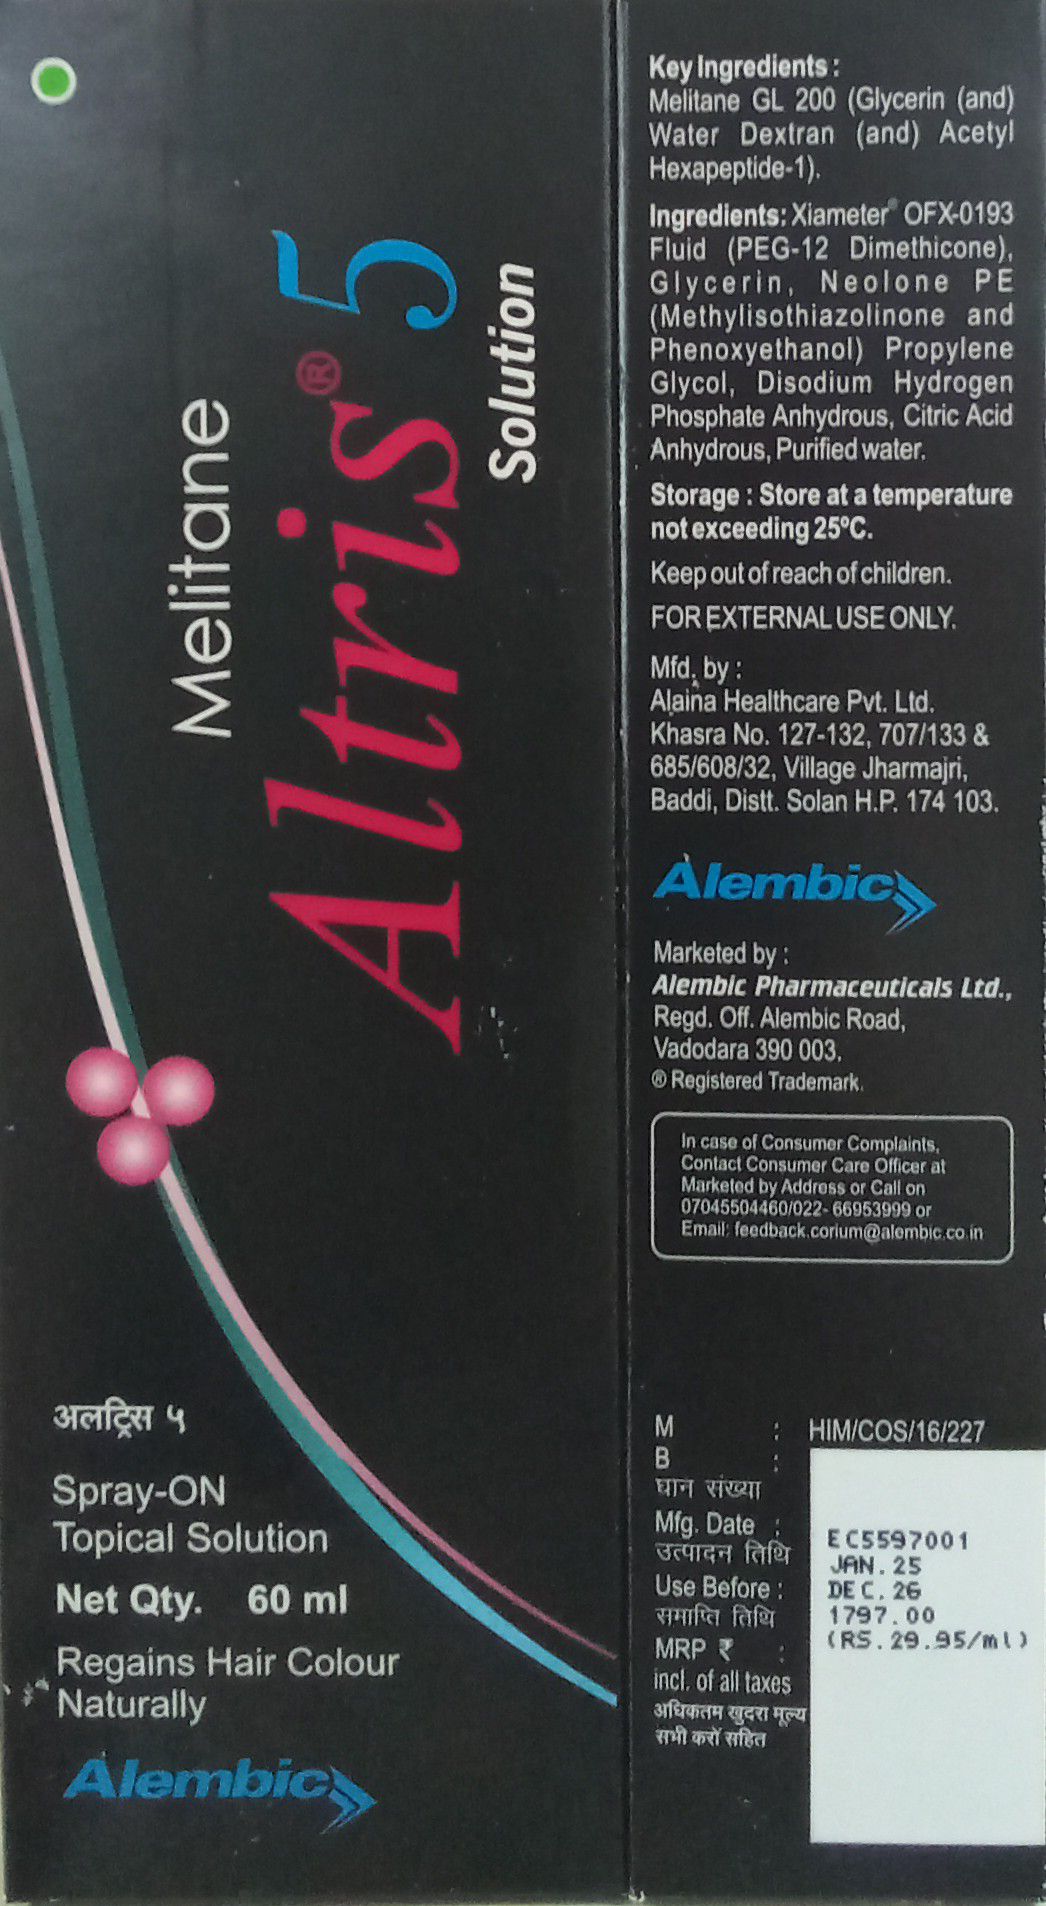 Melitane
Altris® 5
Solution
अलट्रिस ५
Spray-ON
Topical Solution
Net Qty. 60 ml
Regains Hair Colour
Naturally
Alembic
Key Ingredients :
Melitane GL 200 (Glycerin (and)
Water Dextran (and) Acetyl
Hexapeptide-1).
Ingredients: Xiameter® OFX-0193
Fluid (PEG-12 Dimethicone),
Glycerin, Neolone PE
(Methylisothiazolinone and
Phenoxyethanol) Propylene
Glycol, Disodium Hydrogen
Phosphate Anhydrous, Citric Acid
Anhydrous, Purified water.
Storage : Store at a temperature
not exceeding 25ºC.
Keep out of reach of children.
FOR EXTERNAL USE ONLY.
Mfd. by :
Alaina Healthcare Pvt. Ltd.
Khasra No. 127-132, 707/133 &
685/608/32, Village Jharmajri,
Baddi, Distt. Solan H.P. 174 103.
Alembic
Marketed by :
Alembic Pharmaceuticals Ltd.,
Regd. Off. Alembic Road,
Vadodara 390 003.
® Registered Trademark.
In case of Consumer Complaints,
Contact Consumer Care Officer at
Marketed by Address or Call on
07045504460/022- 66953999 or
Email: feedback.corium@alembic.co.in
M : HIM/COS/16/227
B :
घान संख्या
EC5597001
Mfg. Date :
उत्पादन तिथि
JAN.25
Use Before :
समाप्ति तिथि
DEC.26
MRP ₹ :
1797.00
(RS.29.95/ml)
incl. of all taxes
अधिकतम खुदरा मूल्य
सभी करों सहित